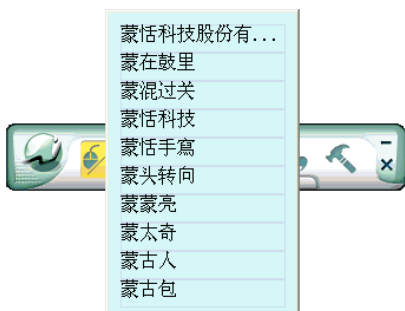 蒙恬科技股份有...
蒙在鼓里
蒙混过关
蒙恬科技
蒙恬手寫
蒙头转向
蒙蒙亮
蒙太奇
蒙古人
蒙古包